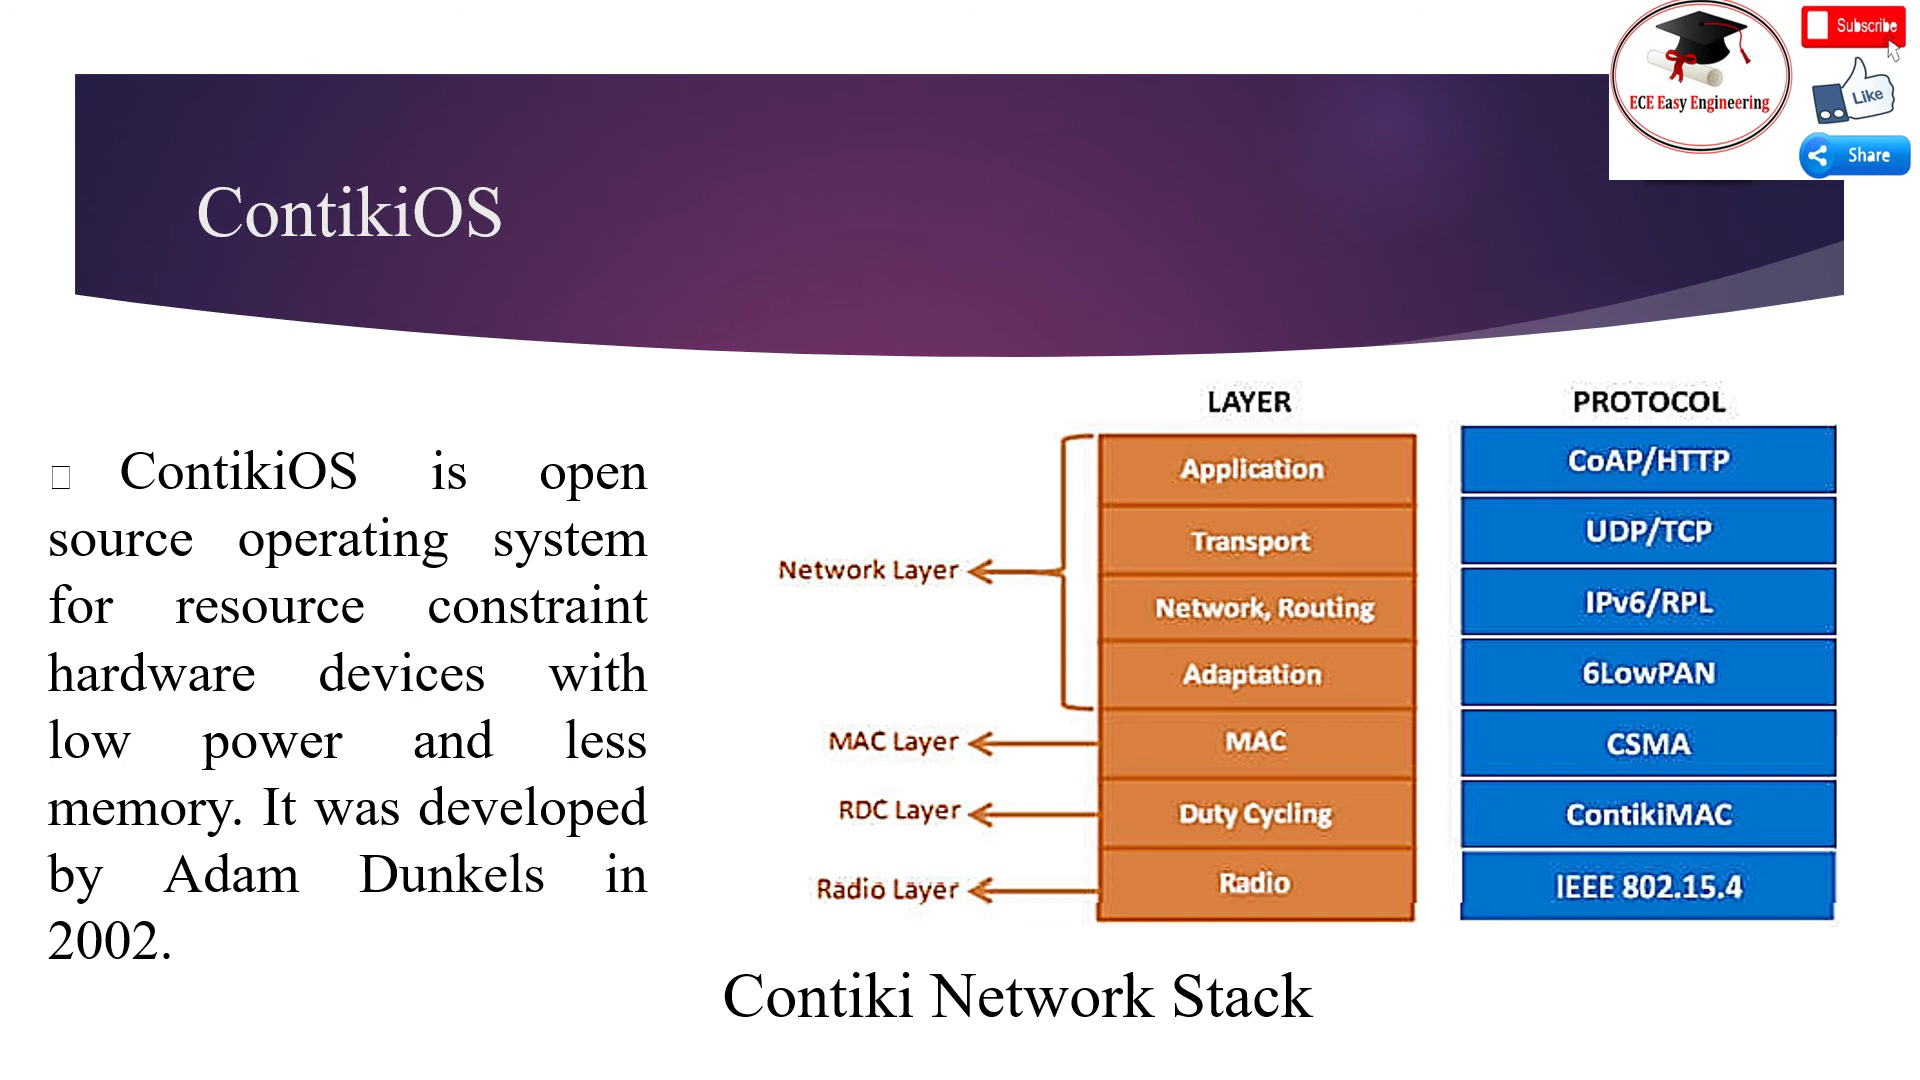 Subscribe
ECE Easy Engineering
Like
Share
ContikiOS
ContikiOS is open
source operating system
for resource constraint
hardware devices with
low power and less
memory. It was developed
by Adam Dunkels in
2002.
LAYER PROTOCOL
Application CoAP/HTTP
Transport UDP/TCP
Network Layer
Network, Routing IPv6/RPL
Adaptation 6LowPAN
MAC Layer MAC CSMA
RDC Layer Duty Cycling ContikiMAC
Radio Layer Radio IEEE 802.15.4
Contiki Network Stack